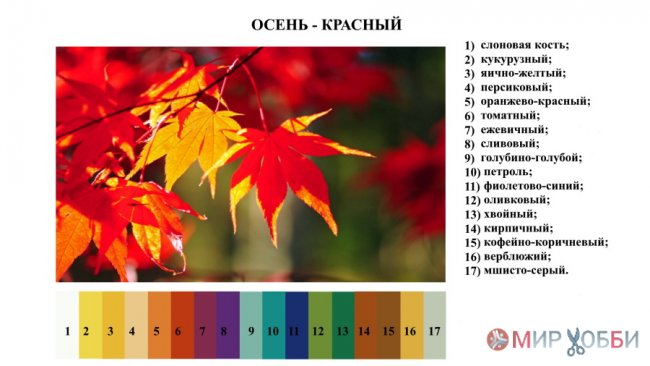 ОСЕНЬ - КРАСНЫЙ
1) слоновая кость;
2) кукурузный;
3) яично-желтый;
4) персиковый;
5) оранжево-красный;
6) томатный;
7) ежевичный;
8) сливовый;
9) голубино-голубой;
10) петроль;
11) фиолетово-синий;
12) оливковый;
13) хвойный;
14) кирпичный;
15) кофейно-коричневый;
16) верблюжий;
17) мшисто-серый.
1 2 3 4 5 6 7 8 9 10 11 12 13 14 15 16 17
МИР ХОББИ